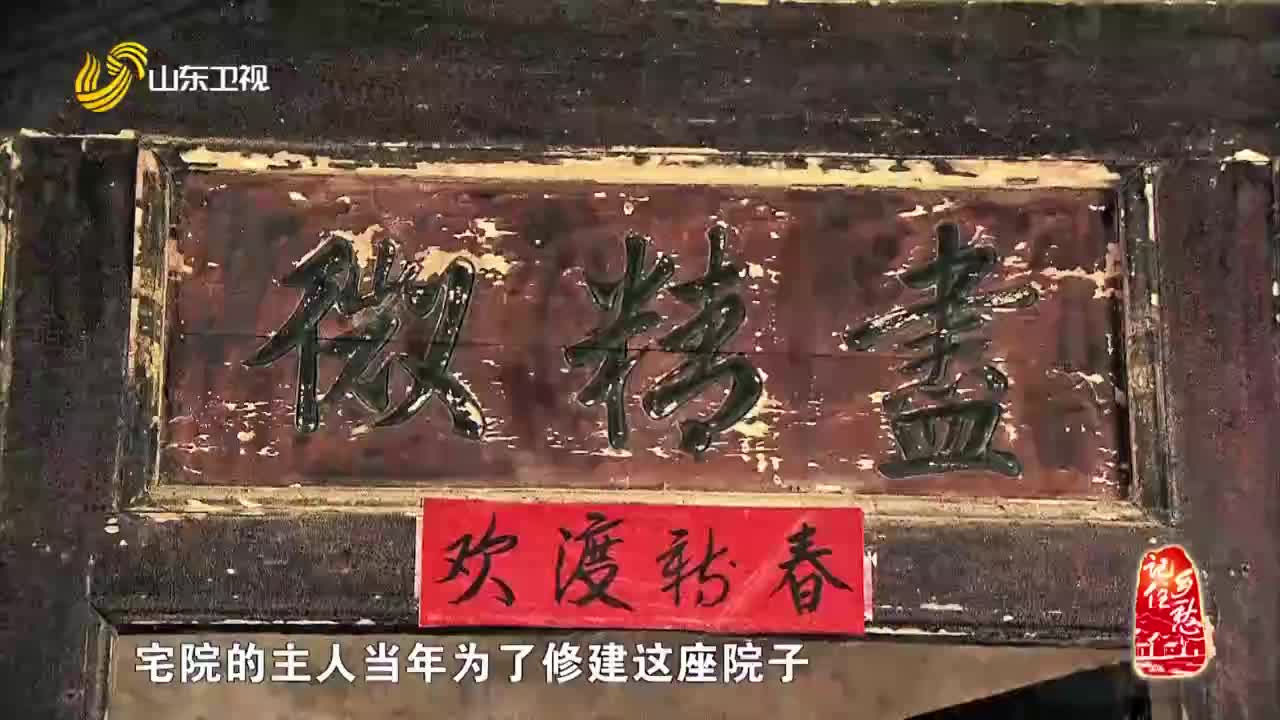 山东卫视
盡精微
欢渡新春
记住乡愁
宅院的主人当年为了修建这座院子